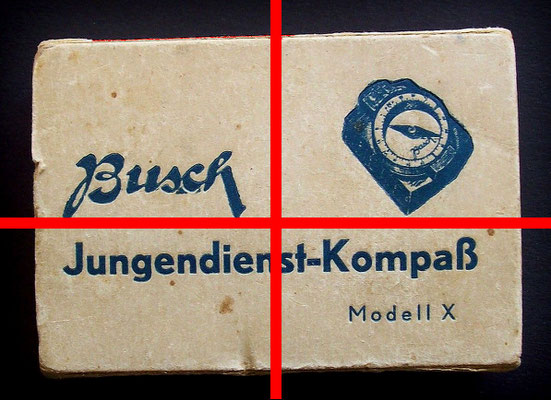 Busch
Jungendienst-Kompaß
Modell X